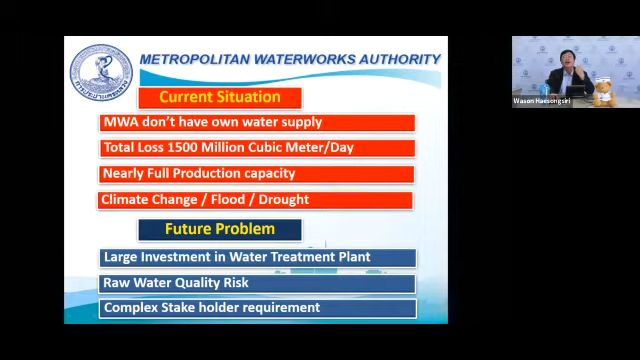 METROPOLITAN WATERWORKS AUTHORITY
Current Situation
MWA don't have own water supply
Total Loss 1500 Million Cubic Meter/Day
Nearly Full Production capacity
Climate Change / Flood / Drought
Future Problem
Large Investment in Water Treatment Plant
Raw Water Quality Risk
Complex Stake holder requirement
Wason Haesongsiri